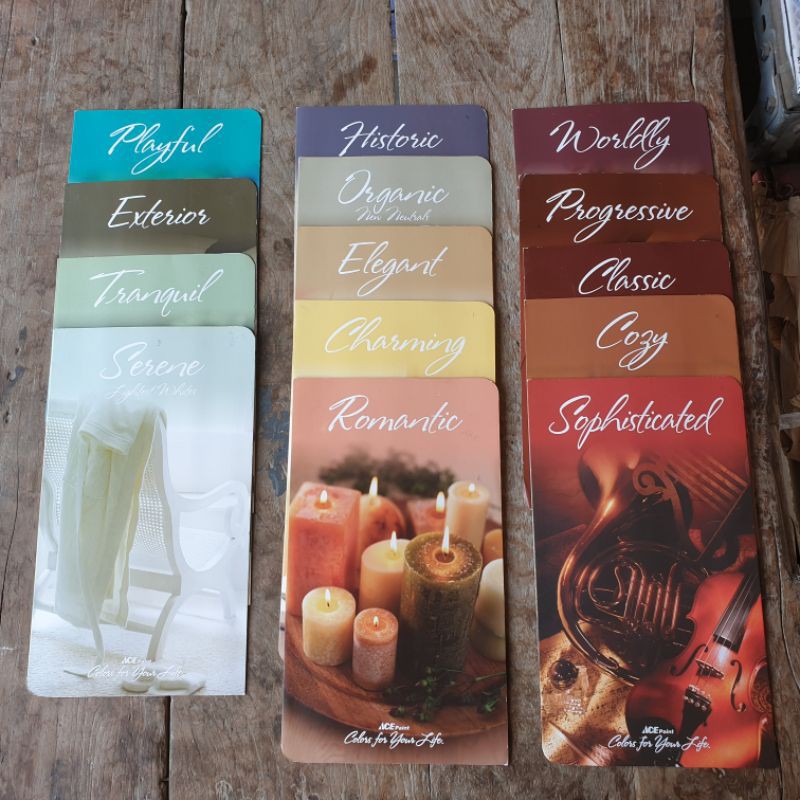 Playful
Exterior
Tranquil
Serene
Lightest Whites
ACE Paint
Colors for Your Life.
Historic
Organic
New Neutrals
Elegant
Charming
Romantic
ACE Paint
Colors for Your Life.
Worldly
Progressive
Classic
Cozy
Sophisticated
ACE Paint
Colors for Your Life.